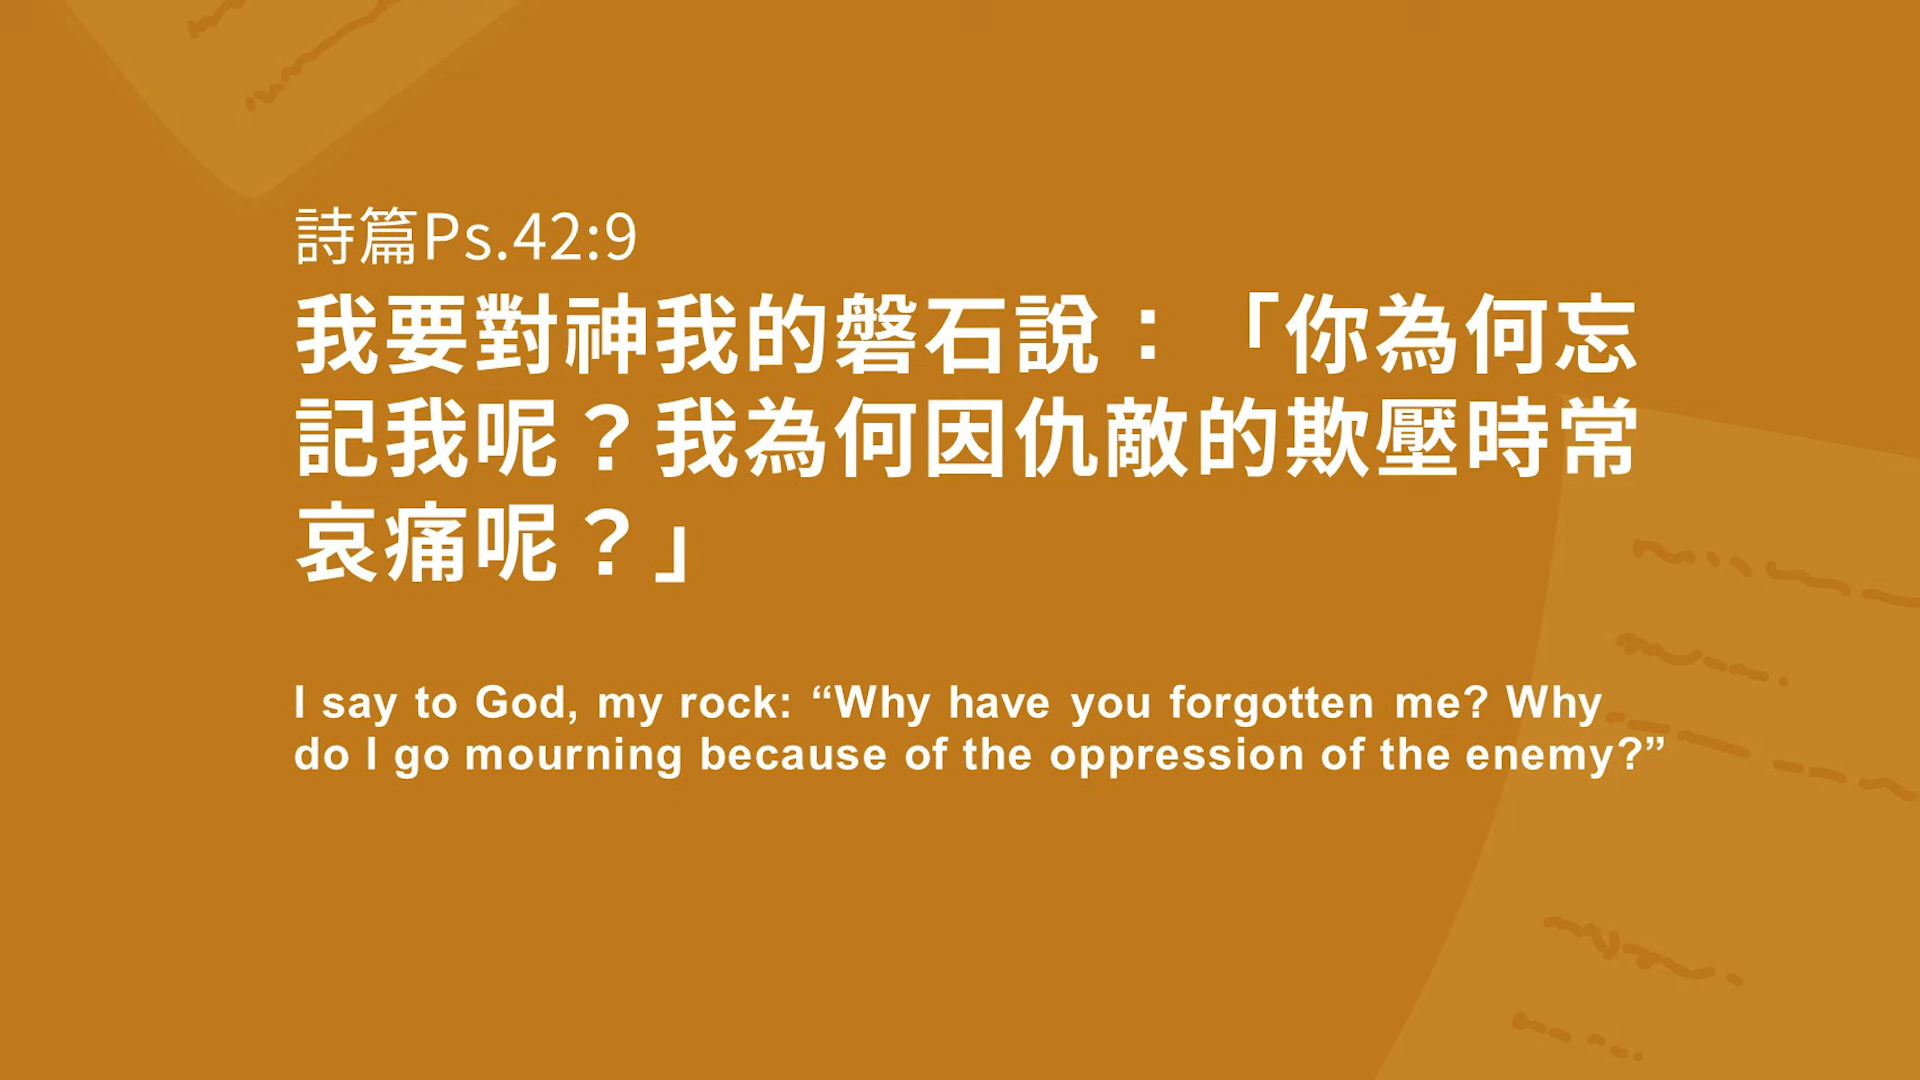 詩篇Ps.42:9
我要對神我的磐石說：「你為何忘
記我呢？我為何因仇敵的欺壓時常
哀痛呢？」
I say to God, my rock: “Why have you forgotten me? Why
do I go mourning because of the oppression of the enemy?”